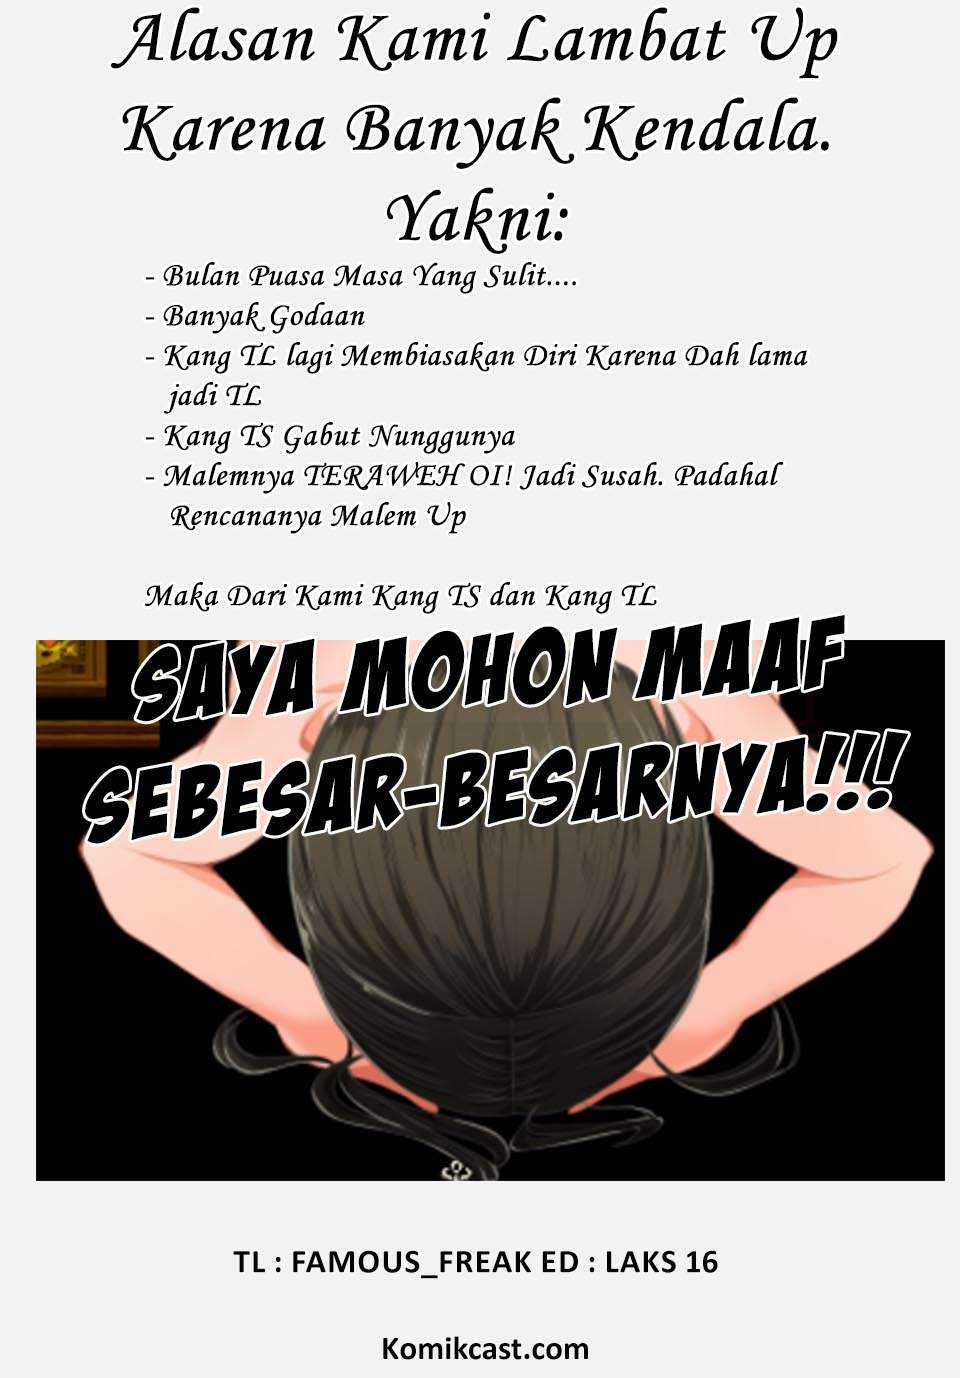 Alasan Kami Lambat Up
Karena Banyak Kendala.
Yakni:
- Bulan Puasa Masa Yang Sulit....
- Banyak Godaan
- Kang TL lagi Membiasakan Diri Karena Dah lama
jadi TL
- Kang TS Gabut Nunggunya
- Malemnya TERAWEH OI! Jadi Susah. Padahal
Rencananya Malem Up
Maka Dari Kami Kang TS dan Kang TL
SAYA MOHON MAAF
SEBESAR-BESARNYA!!!
TL : FAMOUS_FREAK ED : LAKS 16
Komikcast.com